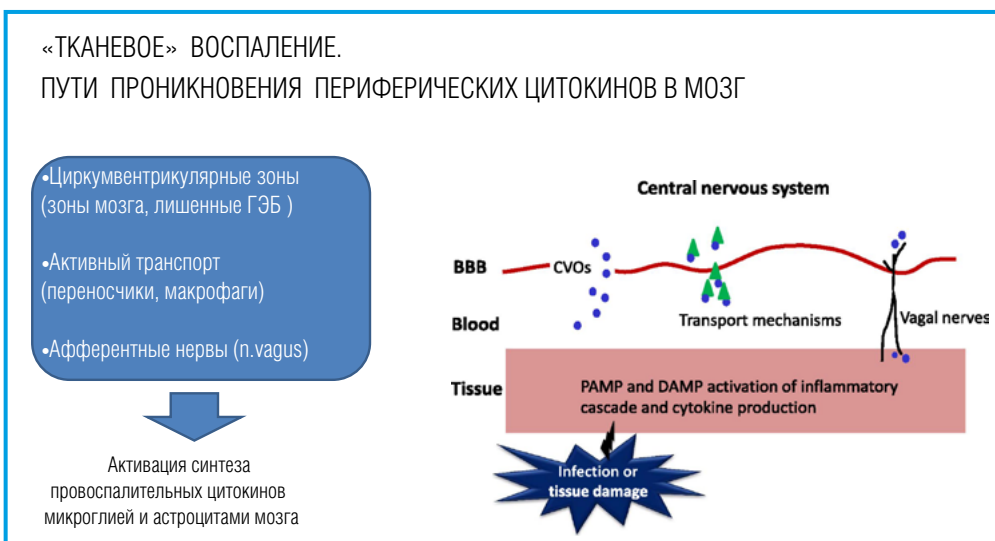 «ТКАНЕВОЕ» ВОСПАЛЕНИЕ.
ПУТИ ПРОНИКНОВЕНИЯ ПЕРИФЕРИЧЕСКИХ ЦИТОКИНОВ В МОЗГ
•Циркумвентрикулярные зоны
(зоны мозга, лишенные ГЭБ )
•Активный транспорт
(переносчики, макрофаги)
•Афферентные нервы (n.vagus)
Активация синтеза
провоспалительных цитокинов
микроглией и астроцитами мозга
Central nervous system
BBB
CVOs
Blood
Transport mechanisms
Vagal nerves
Tissue
PAMP and DAMP activation of inflammatory
cascade and cytokine production
Infection or
tissue damage